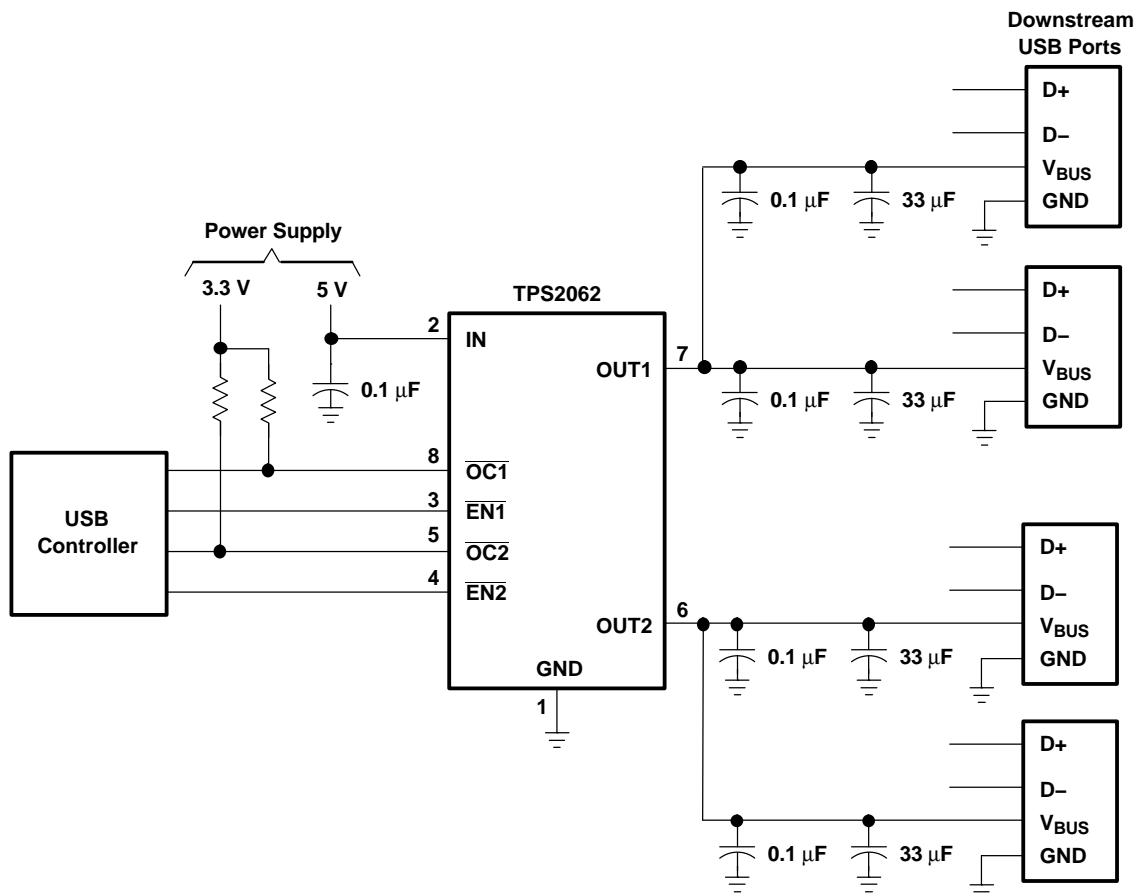 Downstream
USB Ports
D+
D−
VBUS
GND
0.1 μF
33 μF
Power Supply
3.3 V
5 V
TPS2062
D+
D−
VBUS
GND
2
IN
7
OUT1
0.1 μF
0.1 μF
33 μF
USB
Controller
8
OC1
3
EN1
5
OC2
4
EN2
6
OUT2
GND
1
D+
D−
VBUS
GND
0.1 μF
33 μF
D+
D−
VBUS
GND
0.1 μF
33 μF